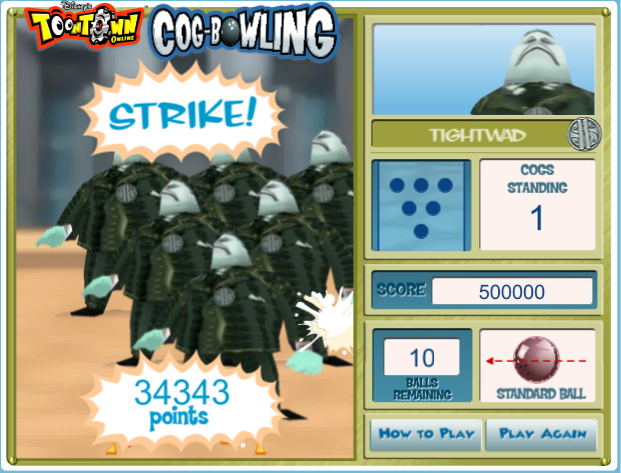 Disney's
TOONTOWN
ONLINE
COG-BOWLING
STRIKE!
TIGHTWAD
COGS
STANDING
1
SCORE 500000
10
BALLS
REMAINING
STANDARD BALL
34343
points
HOW TO PLAY
PLAY AGAIN